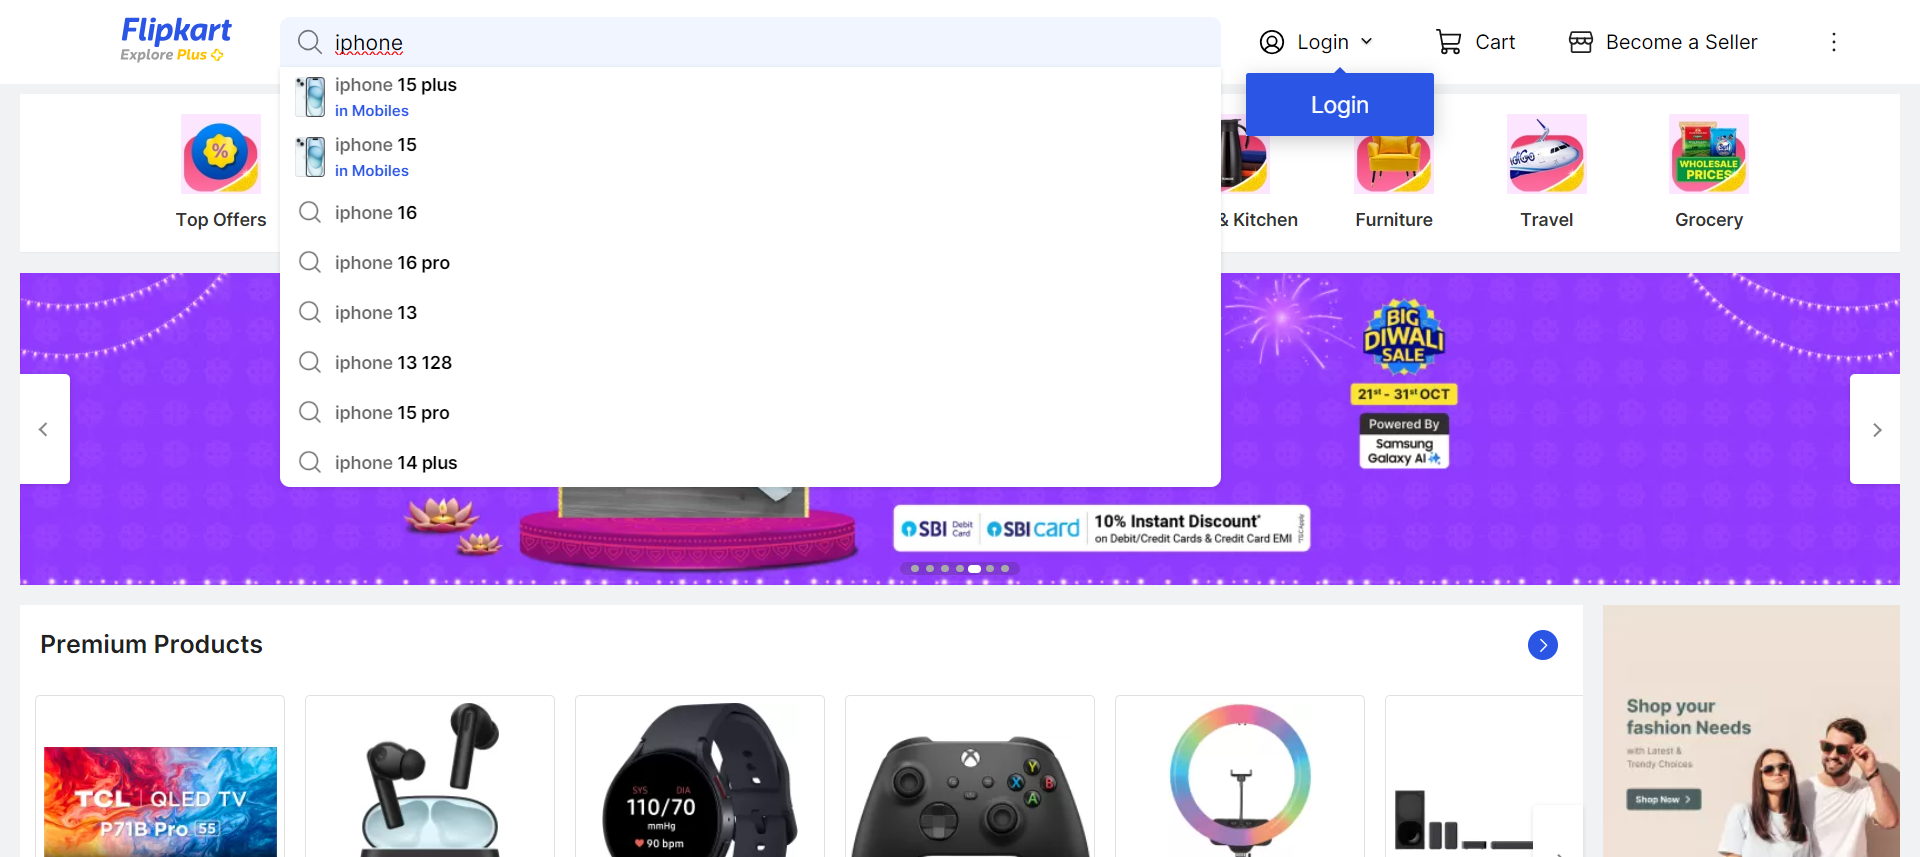 Flipkart
Explore Plus
iphone
Login
Cart
Become a Seller
Login
iphone 15 plus
in Mobiles
iphone 15
in Mobiles
iphone 16
iphone 16 pro
iphone 13
iphone 13 128
iphone 15 pro
iphone 14 plus
%
Top Offers
& Kitchen
Furniture
IndiGo
Travel
WHOLESALE
PRICES
Grocery
BIG
DIWALI
SALE
21st - 31st OCT
Powered By
Samsung
Galaxy AI
SBI Debit Card
SBI card
10% Instant Discount*
on Debit/Credit Cards & Credit Card EMI
*T&C Apply
Premium Products
TCL QLED TV
P71B Pro 55
SYS DIA
110/70
mmHg
90 bpm
Y
X B
A
Shop your
fashion Needs
with Latest &
Trendy Choices
Shop Now